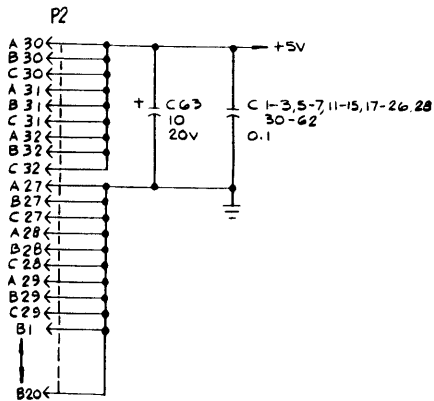 P2
A 30
B 30
C 30
A 31
B 31
C 31
A 32
B 32
C 32
A 27
B 27
C 27
A 28
B 28
C 28
A 29
B 29
C 29
B1
B20
+5V
+ C63
10
20V
C 1-3,5-7,11-15,17-26,28
30-62
0.1